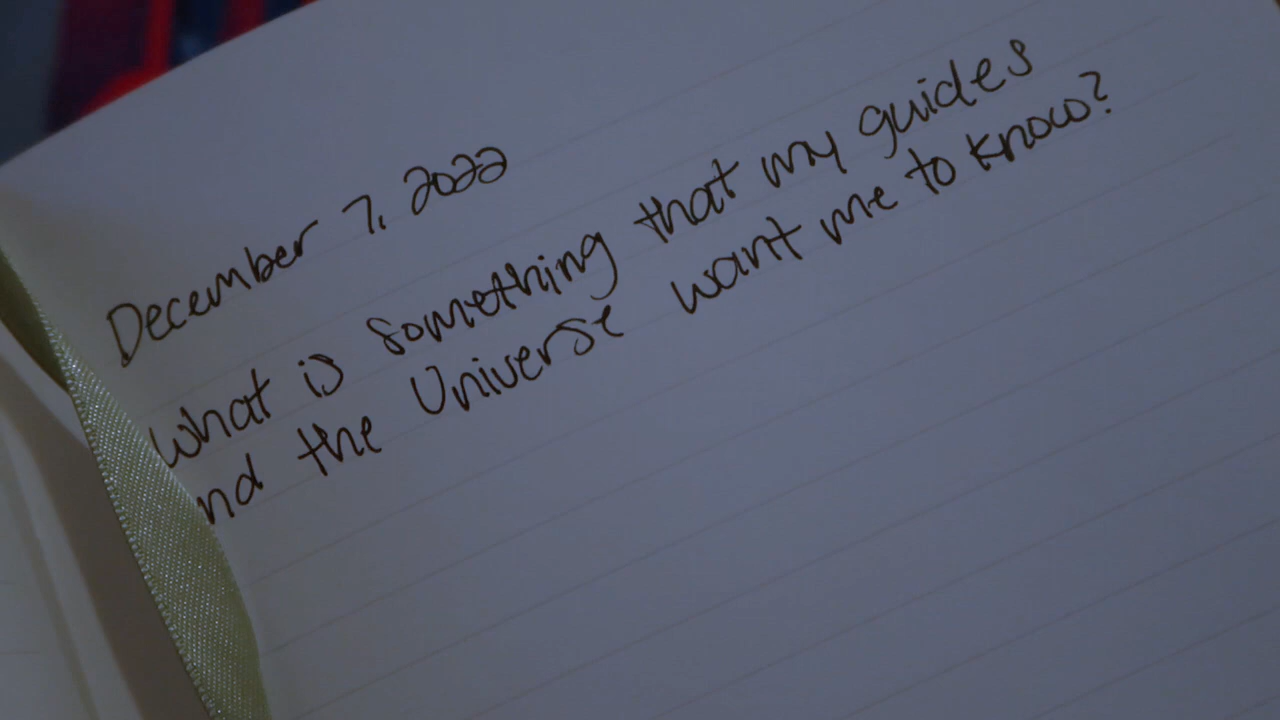 December 7, 2022
What is something that my guides
nd the Universe want me to know?